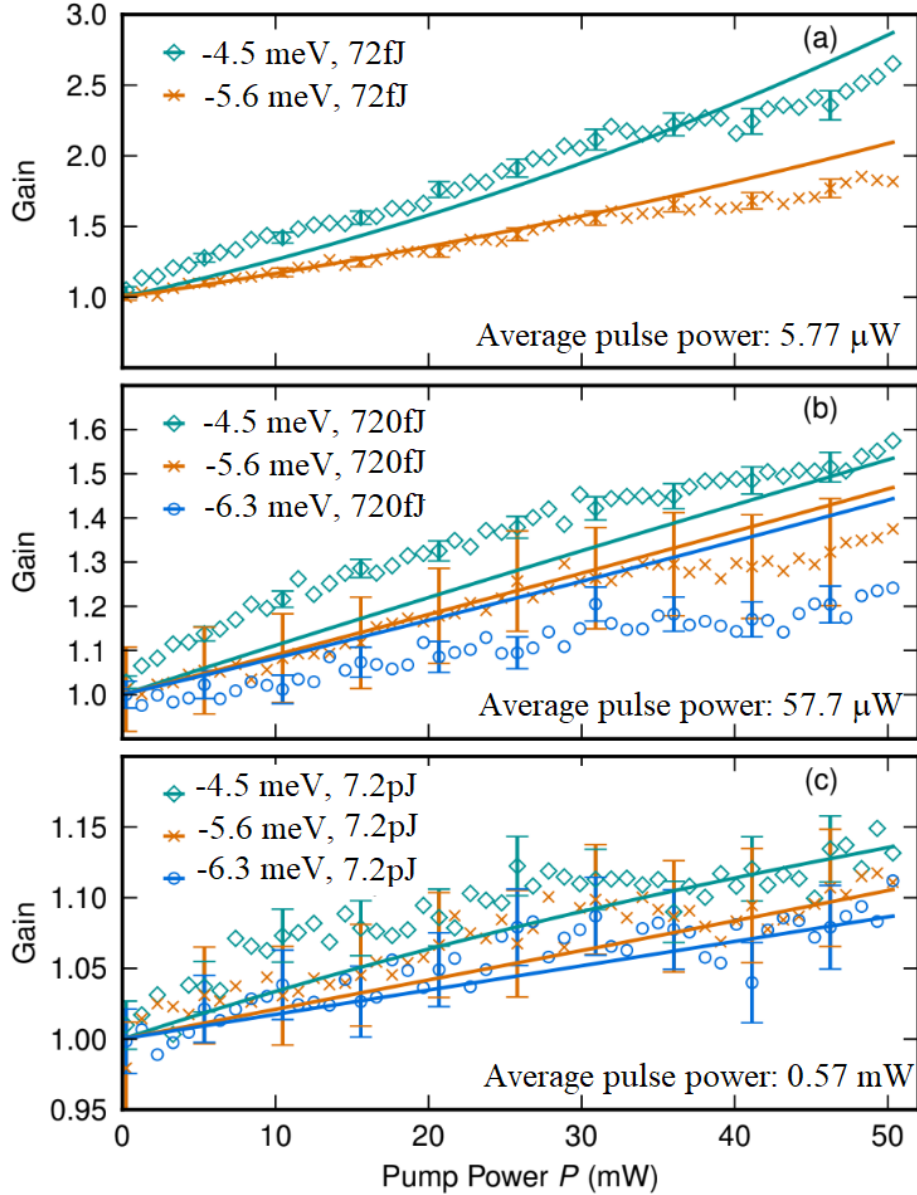 3.0
(a)
-4.5 meV, 72fJ
-5.6 meV, 72fJ
2.5
2.0
1.5
1.0
Gain
Average pulse power: 5.77 μW
(b)
-4.5 meV, 720fJ
-5.6 meV, 720fJ
-6.3 meV, 720fJ
1.6
1.5
1.4
1.3
1.2
1.1
1.0
Gain
Average pulse power: 57.7 μW
(c)
-4.5 meV, 7.2pJ
-5.6 meV, 7.2pJ
-6.3 meV, 7.2pJ
1.15
1.10
1.05
1.00
0.95
Gain
Average pulse power: 0.57 mW
0 10 20 30 40 50
Pump Power P (mW)